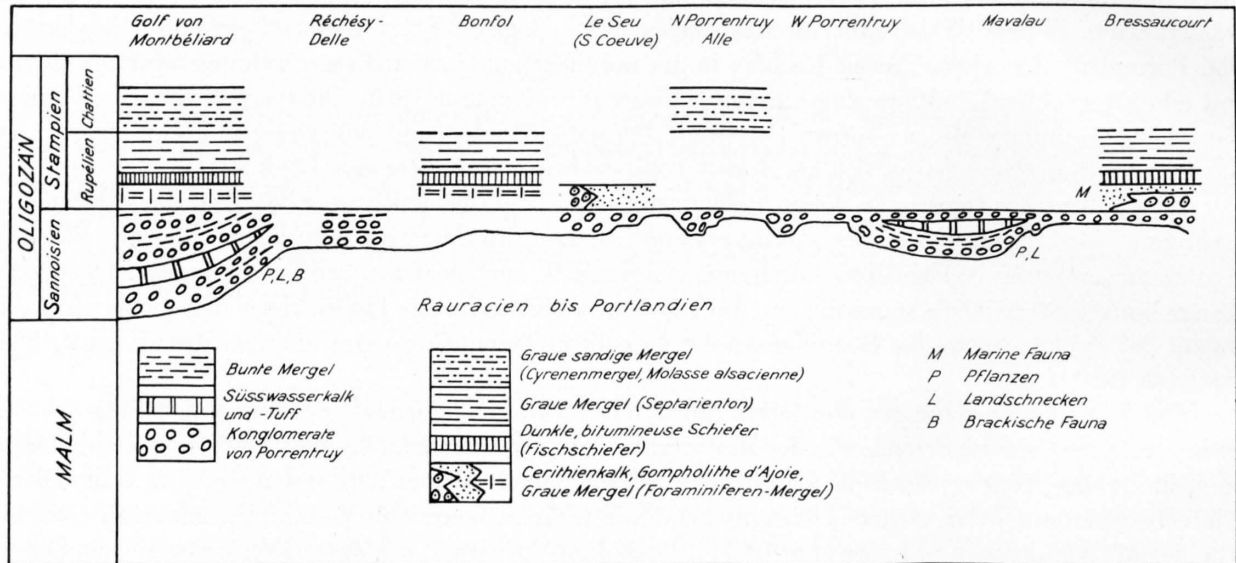 Golf von
Montbéliard
Réchésy-
Delle
Bonfol
Le Seu
(S Coeuve)
N Porrentruy
Alle
W Porrentruy
Mavalau
Bressaucourt
OLIGOZAN
Stampien
Chattien
Rupélien
Sannoisien
MALM
M
P,L,B
P,L
Rauracien bis Portlandien
Bunte Mergel
Süsswasserkalk
und -Tuff
Konglomerate
von Porrentruy
Graue sandige Mergel
(Cyrenenmergel, Molasse alsacienne)
Graue Mergel (Septarienton)
Dunkle, bitumineuse Schiefer
(Fischschiefer)
Cerithienkalk, Gompholithe d'Ajoie,
Graue Mergel (Foraminiferen-Mergel)
M Marine Fauna
P Pflanzen
L Landschnecken
B Brackische Fauna